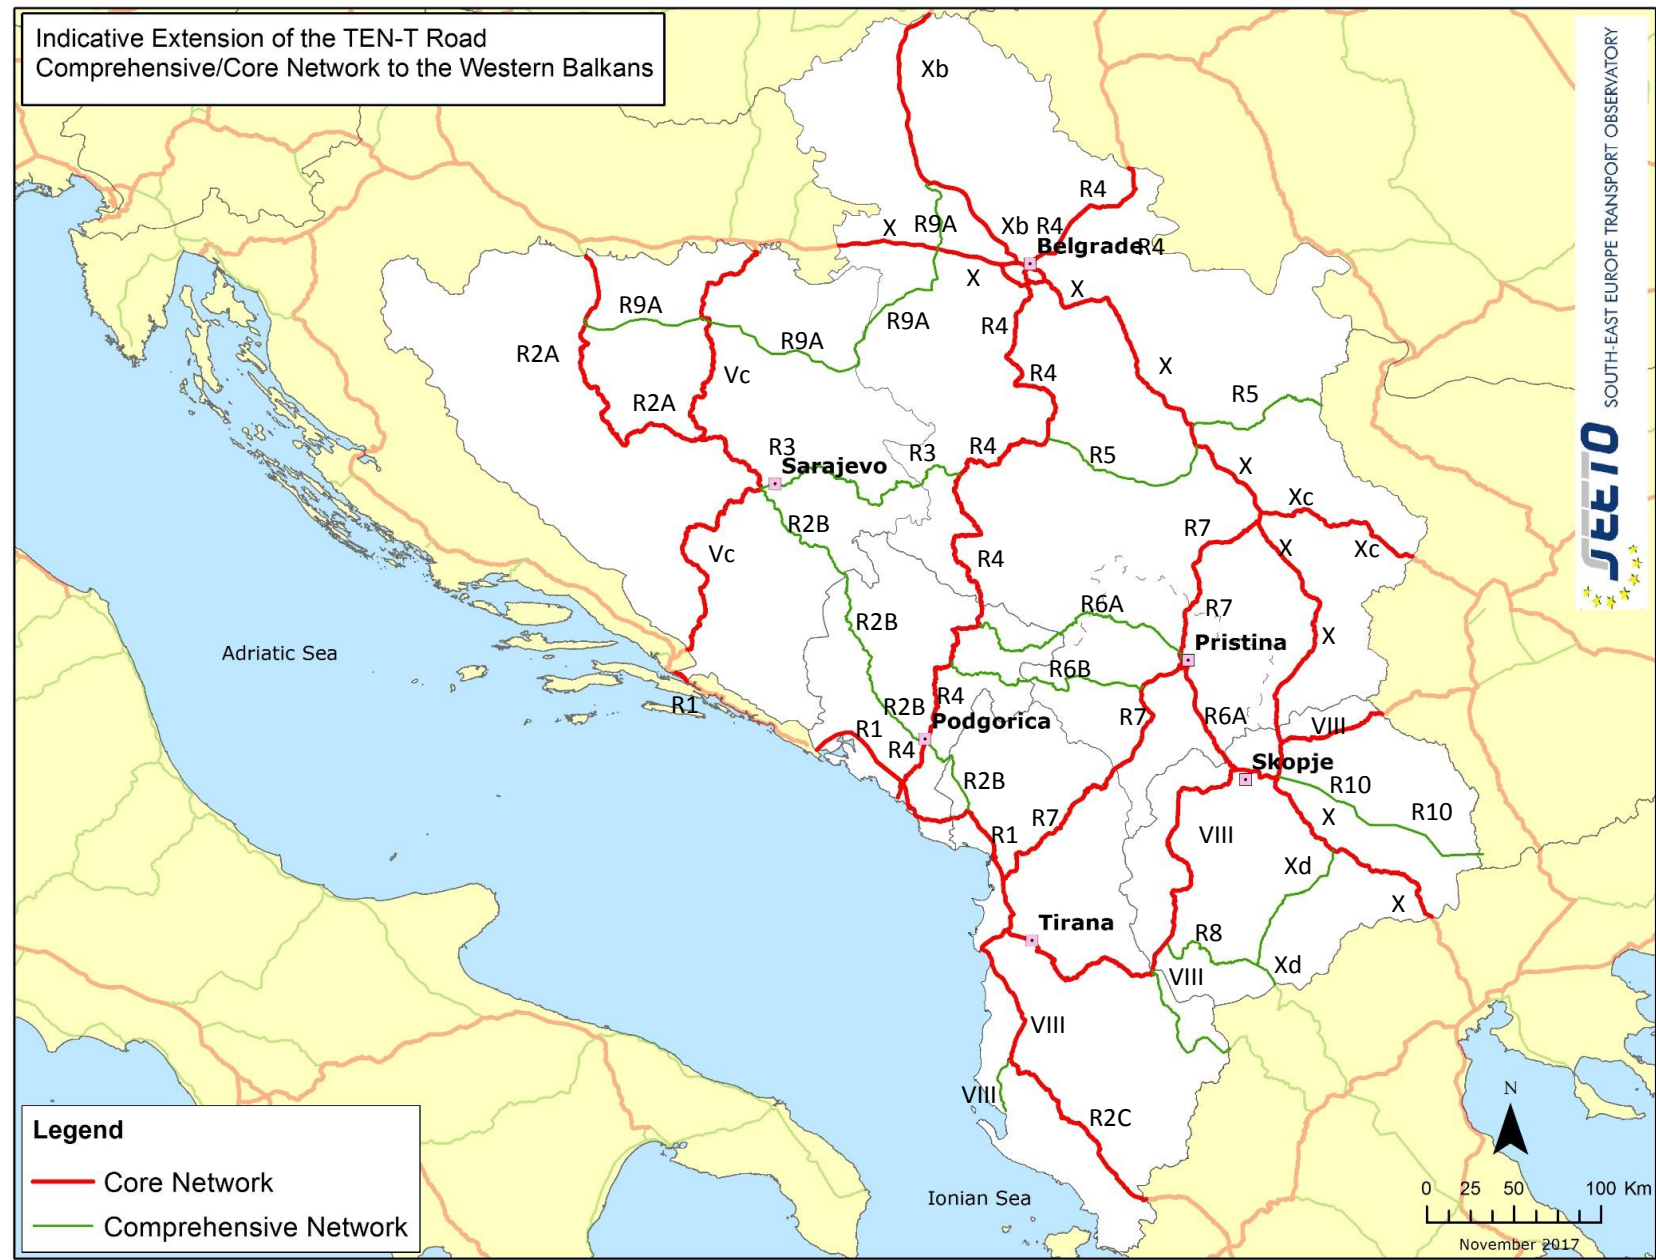 Indicative Extension of the TEN-T Road
Comprehensive/Core Network to the Western Balkans
SOUTH-EAST EUROPE TRANSPORT OBSERVATORY
SEETO
Xb
R4
X
R9A
Xb
R4
Belgrade
R4
X
X
R9A
R9A
R4
R9A
R2A
Vc
R4
X
R2A
R5
R3
Sarajevo
R3
R4
R5
X
Xc
R2B
R7
Vc
R4
X
Xc
R6A
R7
R2B
X
Pristina
Adriatic Sea
R6B
R1
R4
R2B
R7
R6A
Podgorica
R1
VIII
R4
Skopje
R2B
R10
R10
R7
X
R1
VIII
Xd
X
Tirana
R8
Xd
VIII
VIII
VIII
R2C
N
Legend
Core Network
Comprehensive Network
Ionian Sea
0 25 50 100 Km
November 2017